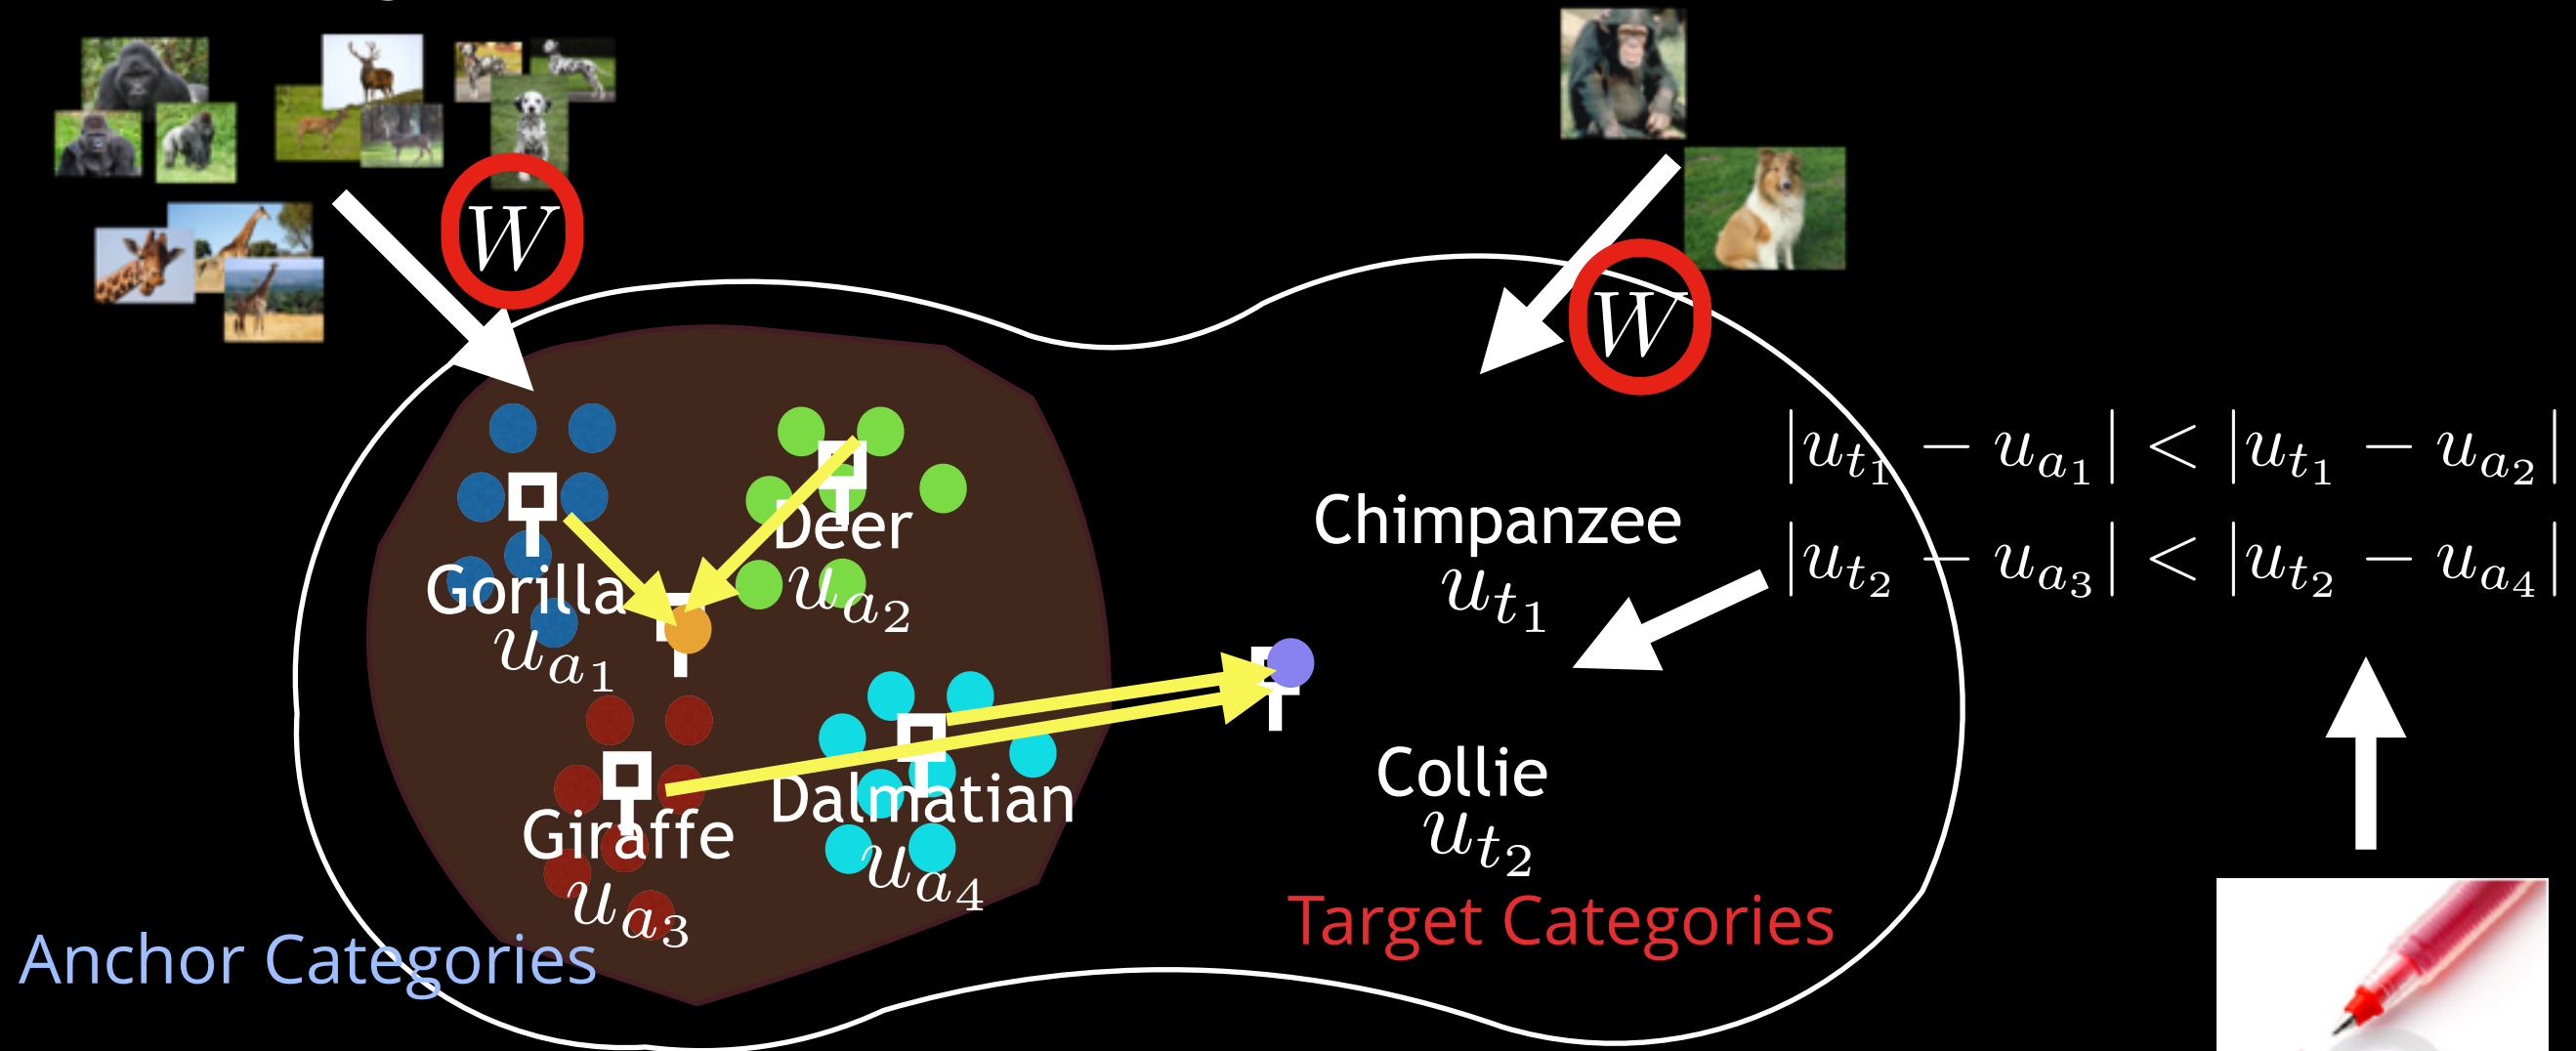 W
W
|u_{t_1} − u_{a_1}| < |u_{t_1} − u_{a_2}|
Deer
u_{a_2}
Chimpanzee
u_{t_1}
|u_{t_2} − u_{a_3}| < |u_{t_2} − u_{a_4}|
Gorilla
u_{a_1}
Dalmatian
u_{a_4}
Collie
u_{t_2}
Giraffe
u_{a_3}
Target Categories
Anchor Categories